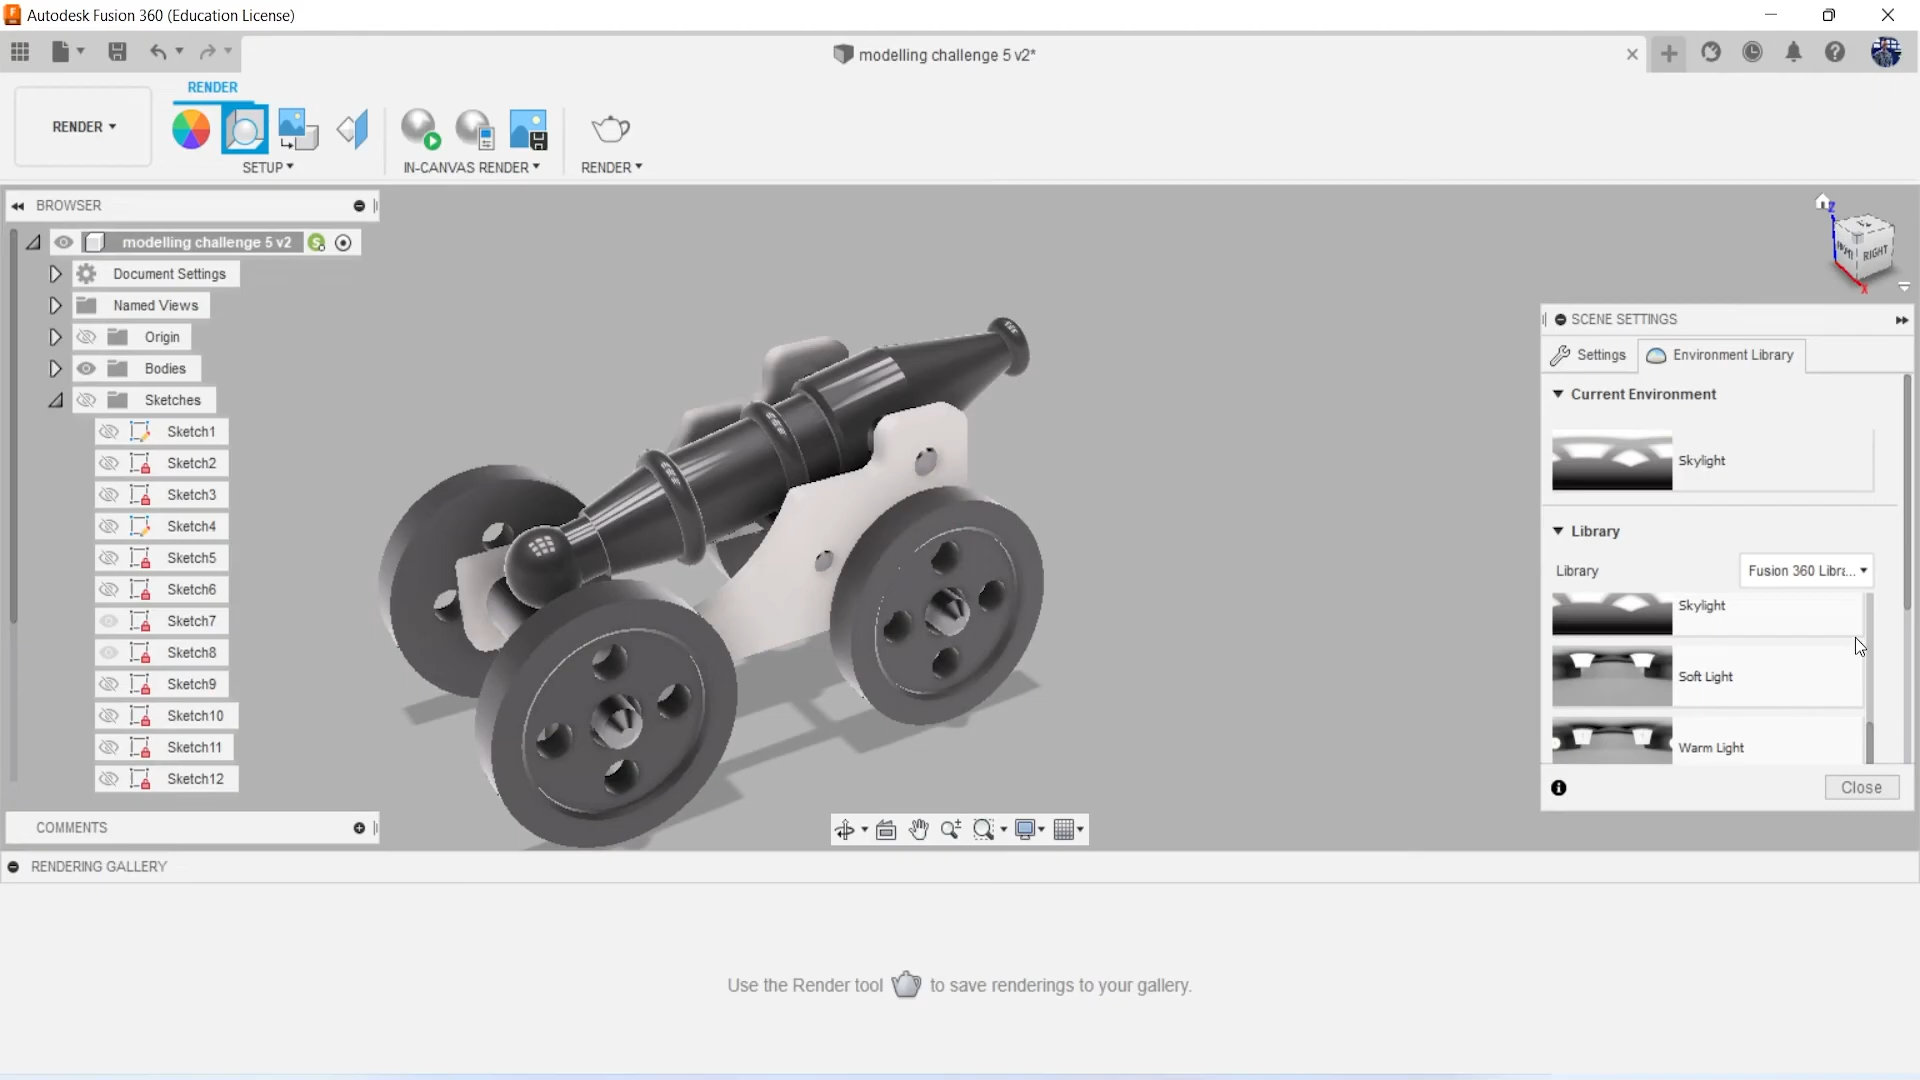 Autodesk Fusion 360 (Education License)
modelling challenge 5 v2*
RENDER
RENDER
SETUP
IN-CANVAS RENDER
RENDER
BROWSER
modelling challenge 5 v2
Document Settings
Named Views
Origin
Bodies
Sketches
Sketch1
Sketch2
Sketch3
Sketch4
Sketch5
Sketch6
Sketch7
Sketch8
Sketch9
Sketch10
Sketch11
Sketch12
COMMENTS
Z
RIGHT
X
SCENE SETTINGS
Settings
Environment Library
Current Environment
Skylight
Library
Library
Fusion 360 Libra...
Skylight
Soft Light
Warm Light
Close
RENDERING GALLERY
Use the Render tool to save renderings to your gallery.